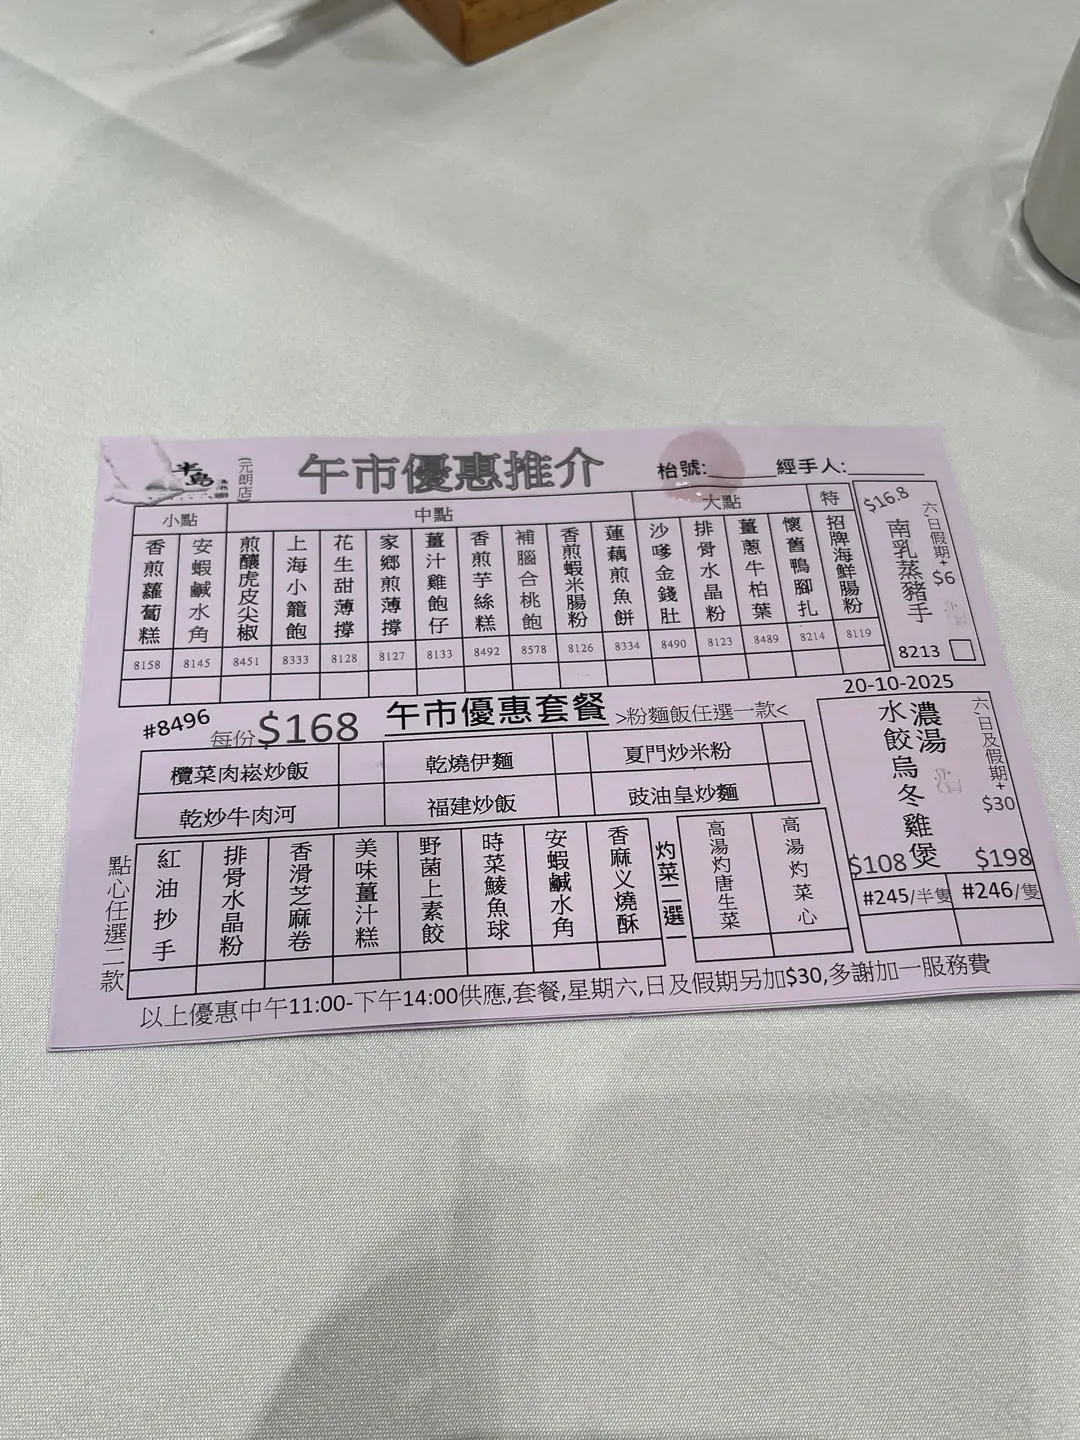 半島
(元朗店)
午市優惠推介
枱號:______ 經手人:______
小點 中點 大點 特
香煎蘿蔔糕
安蝦鹹水角
煎釀虎皮尖椒
上海小籠飽
花生甜薄撐
家鄉煎薄撐
薑汁雞飽仔
香煎芋絲糕
補腦合桃飽
香煎蝦米腸粉
蓮藕煎魚餅
沙嗲金錢肚
排骨水晶粉
薑蔥牛柏葉
懷舊鴨腳扎
招牌海鮮腸粉
8158 8145 8451 8333 8128 8127 8133 8492 8578 8126 8334 8490 8123 8489 8214 8119
$16.8
南乳蒸豬手
六,日假期+
$6
8213
20-10-2025
#8496 每份$168 午市優惠套餐 >粉麵飯任選一款<
欖菜肉崧炒飯 乾燒伊麵 夏門炒米粉
乾炒牛肉河 福建炒飯 豉油皇炒麵
點心任選二款
紅油抄手
排骨水晶粉
香滑芝麻卷
美味薑汁糕
野菌上素餃
時菜鯪魚球
安蝦鹹水角
香麻义燒酥
灼菜二選一
高湯灼唐生菜
高湯灼菜心
濃湯
水餃烏冬雞煲
六,日及假期+
$30
$108 $198
#245/半隻 #246/隻
以上優惠中午11:00-下午14:00供應,套餐,星期六,日及假期另加$30,多謝加一服務費